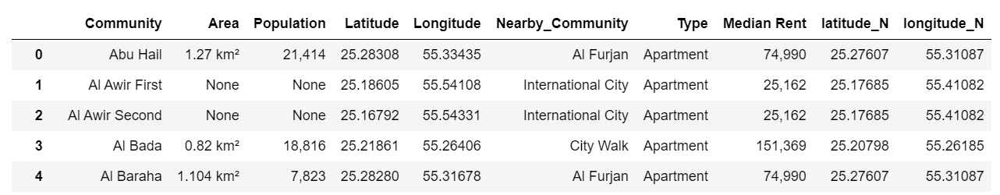 Community Area Population Latitude Longitude Nearby_Community Type Median Rent latitude_N longitude_N
0 Abu Hail 1.27 km² 21,414 25.28308 55.33435 Al Furjan Apartment 74,990 25.27607 55.31087
1 Al Awir First None None 25.18605 55.54108 International City Apartment 25,162 25.17685 55.41082
2 Al Awir Second None None 25.16792 55.54331 International City Apartment 25,162 25.17685 55.41082
3 Al Bada 0.82 km² 18,816 25.21861 55.26406 City Walk Apartment 151,369 25.20798 55.26185
4 Al Baraha 1.104 km² 7,823 25.28280 55.31678 Al Furjan Apartment 74,990 25.27607 55.31087